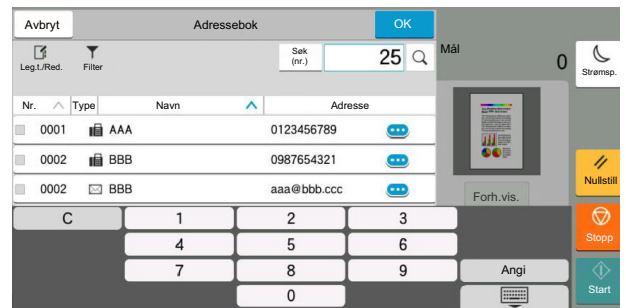 Avbryt Adressebok OK
Leg.t./Red. Filter Søk (nr.) 25 Mål 0 Strømsp.
Nr. Type Navn Adresse
0001 AAA 0123456789
0002 BBB 0987654321
0002 BBB aaa@bbb.ccc
Nullstill
Forh.vis.
C 1 2 3
Stopp
4 5 6
7 8 9 Angi
Start
0